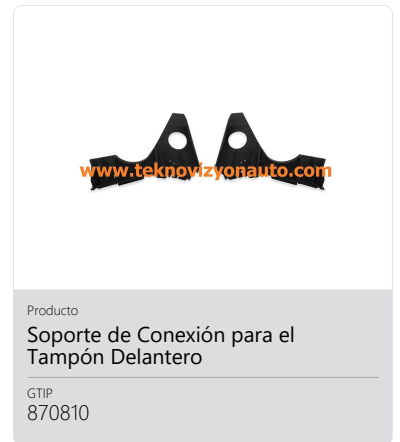 www.teknovizyonauto.com
Producto
Soporte de Conexión para el
Tampón Delantero
GTIP
870810